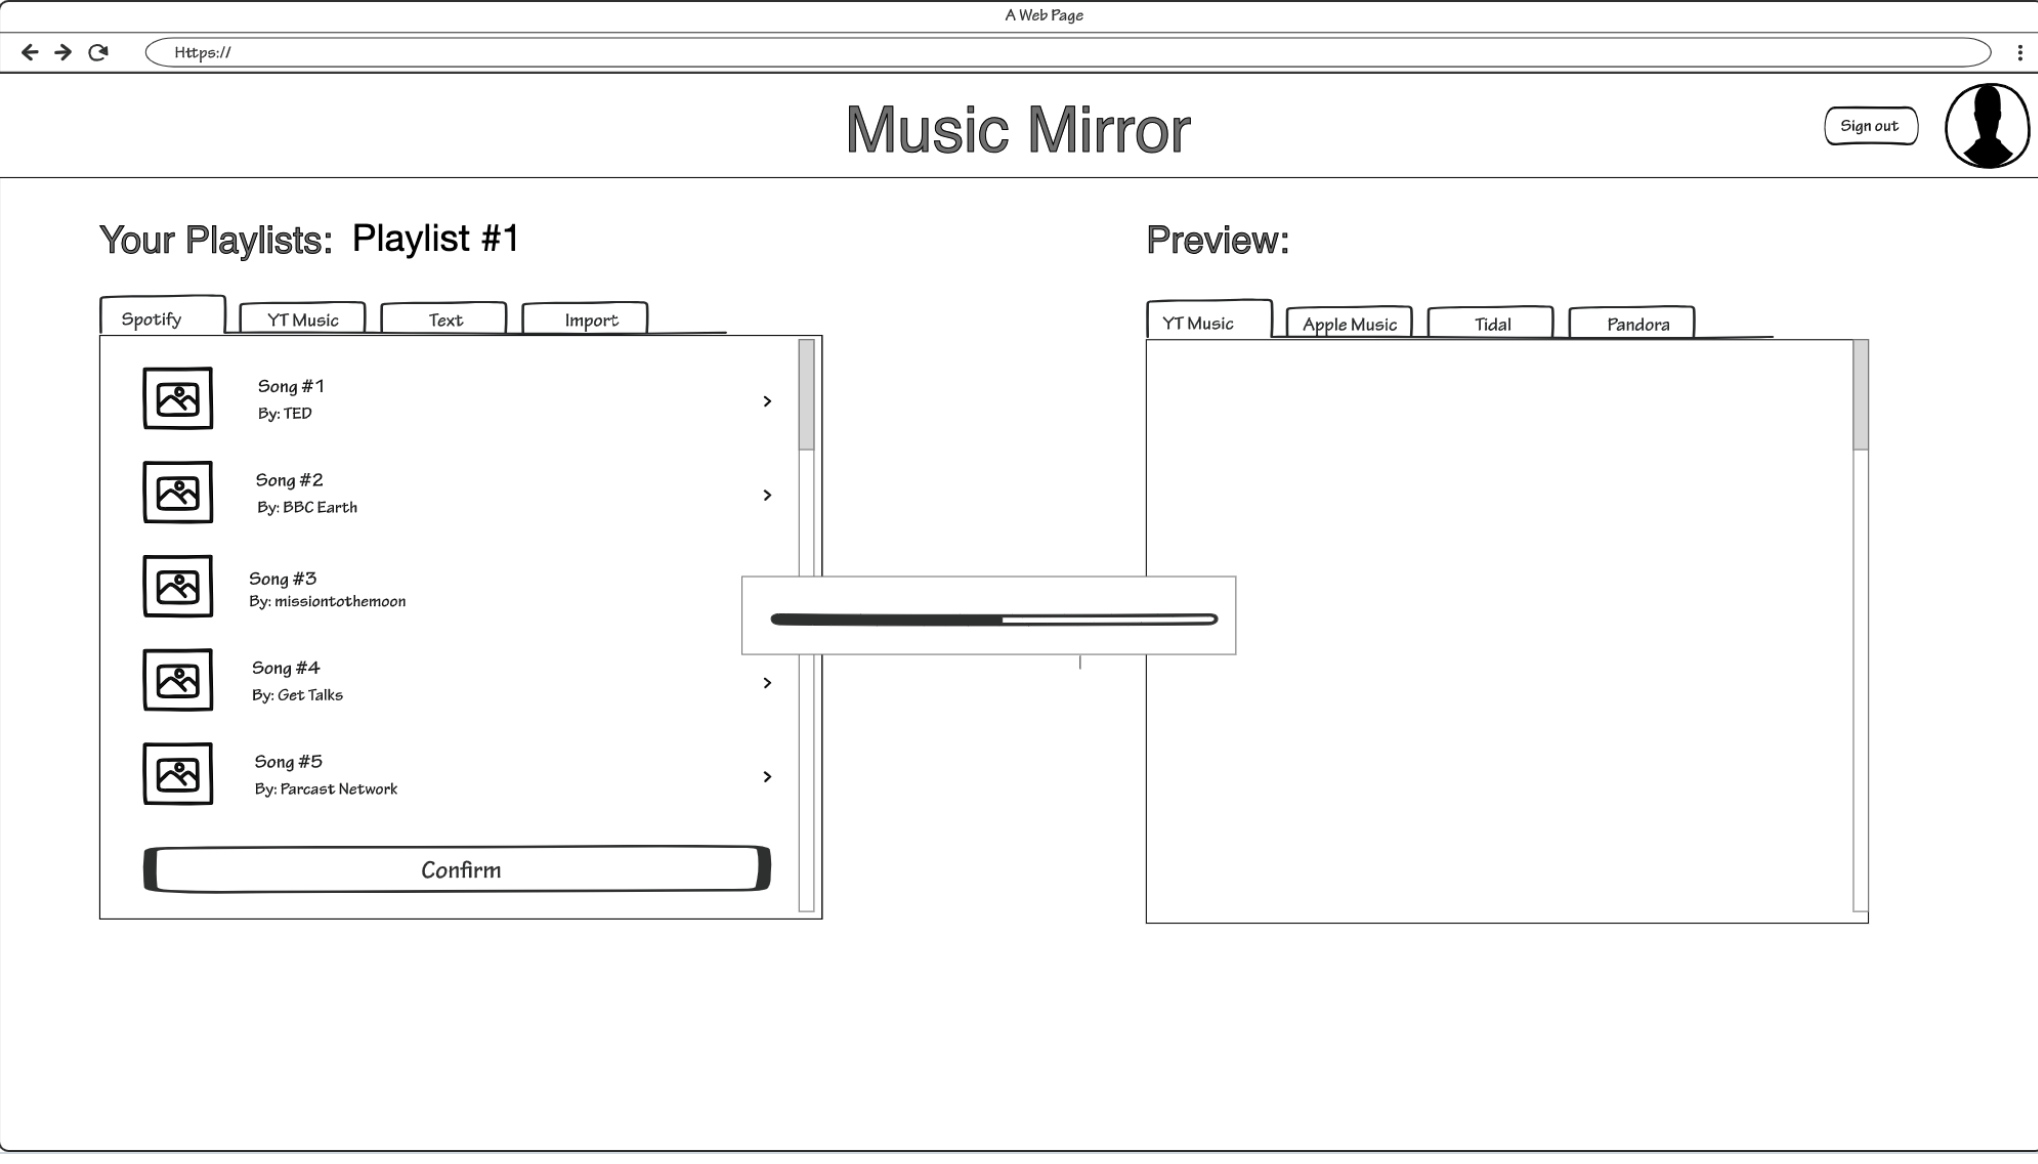 A Web Page
Https://
Music Mirror
Sign out
Your Playlists: Playlist #1
Spotify
YT Music
Text
Import
Song #1
By: TED
Song #2
By: BBC Earth
Song #3
By: missiontothemoon
Song #4
By: Get Talks
Song #5
By: Parcast Network
Confirm
Preview:
YT Music
Apple Music
Tidal
Pandora